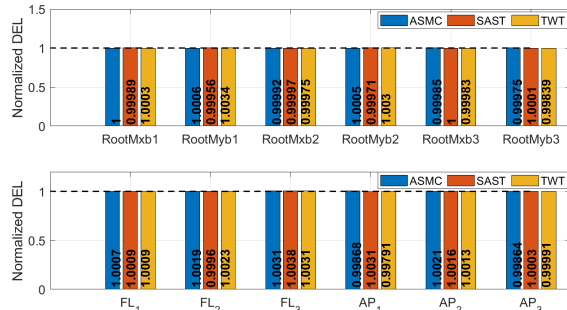 1.5
1
0.5
0
Normalized DEL
ASMC SAST TWT
1 0.99989 1.0003
1.0006 0.99956 1.0034
0.99992 0.99997 0.99975
1.0005 0.99971 1.003
0.99985 1 0.99983
0.99975 1.0001 0.99839
RootMxb1 RootMyb1 RootMxb2 RootMyb2 RootMxb3 RootMyb3
1
0.5
0
Normalized DEL
ASMC SAST TWT
1.0007 1.0009 1.0009
1.0019 0.9996 1.0023
1.0031 1.0038 1.0031
0.99868 1.0031 0.99791
1.0021 1.0016 1.0013
0.99864 1.0003 0.99991
FL₁ FL₂ FL₃ AP₁ AP₂ AP₃